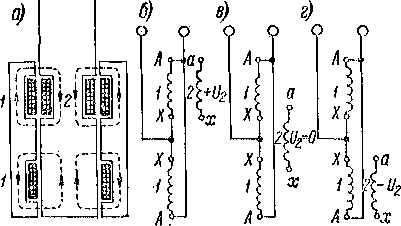 а) б) в) г)
1 2
1
A а
1 2 +U₂
X х
X
1
A
A
1 а
X
X 2 U₂=0
1 х
A
A
1
X
X а
1 2 -U₂
A х